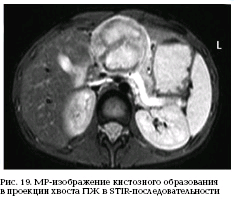 L
Рис. 19. МР-изображение кистозного образования
в проекции хвоста ПЖ в STIR-последовательности